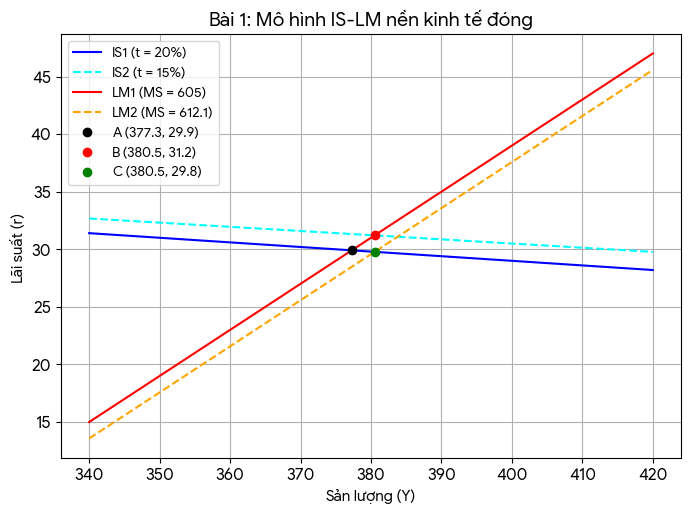 Bài 1: Mô hình IS-LM nền kinh tế đóng
IS1 (t = 20%)
IS2 (t = 15%)
LM1 (MS = 605)
LM2 (MS = 612.1)
A (377.3, 29.9)
B (380.5, 31.2)
C (380.5, 29.8)
Lãi suất (r)
45
40
35
30
25
20
15
340 350 360 370 380 390 400 410 420
Sản lượng (Y)